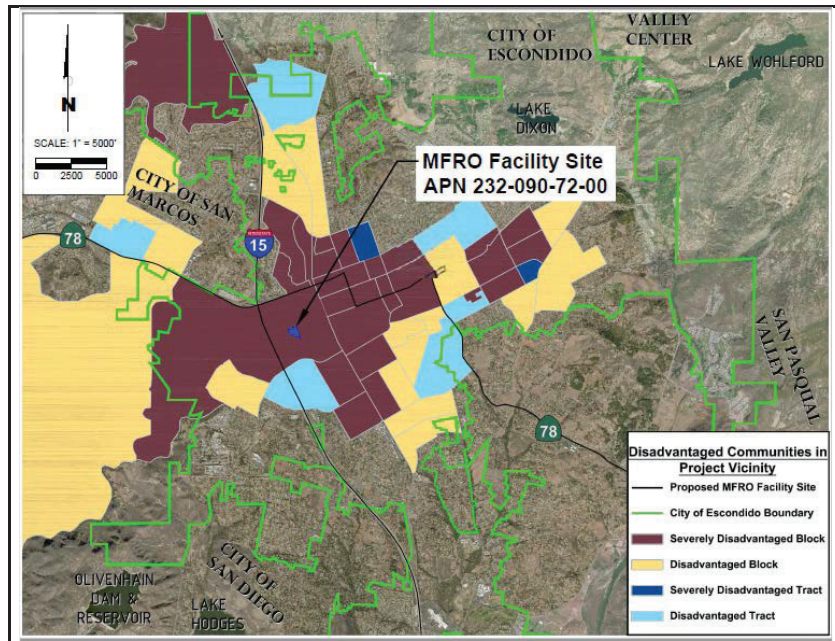 N
SCALE: 1" = 5000'
0 2500 5000
CITY OF
ESCONDIDO
VALLEY
CENTER
LAKE WOHLFORD
LAKE
DIXON
MFRO Facility Site
APN 232-090-72-00
CITY OF SAN
MARCOS
78
INTERSTATE
15
SAN PASQUAL
VALLEY
78
CITY OF
SAN DIEGO
OLIVENHAIN
DAM &
RESERVOIR
LAKE
HODGES
Disadvantaged Communities in
Project Vicinity
Proposed MFRO Facility Site
City of Escondido Boundary
Severely Disadvantaged Block
Disadvantaged Block
Severely Disadvantaged Tract
Disadvantaged Tract